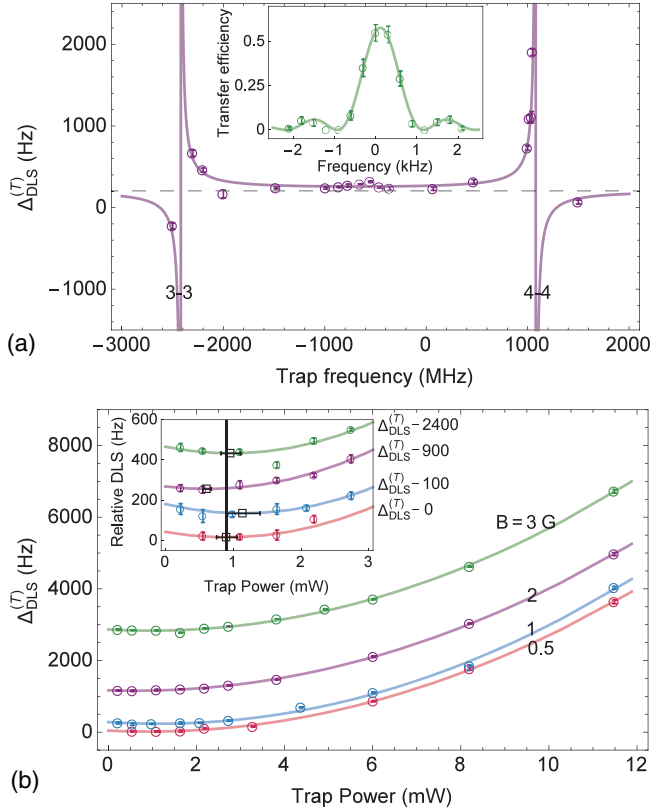 2000
1000
0
−1000
Δ_DLS^(T) (Hz)
0.5
0.25
0
Transfer efficiency
−2 −1 0 1 2
Frequency (kHz)
3-3
4-4
−3000 −2000 −1000 0 1000 2000
(a)
Trap frequency (MHz)
8000
6000
4000
2000
0
Δ_DLS^(T) (Hz)
600
400
200
0
Relative DLS (Hz)
0 1 2 3
Trap Power (mW)
Δ_DLS^(T) − 2400
Δ_DLS^(T) − 900
Δ_DLS^(T) − 100
Δ_DLS^(T) − 0
B = 3 G
2
1
0.5
0 2 4 6 8 10 12
(b)
Trap Power (mW)